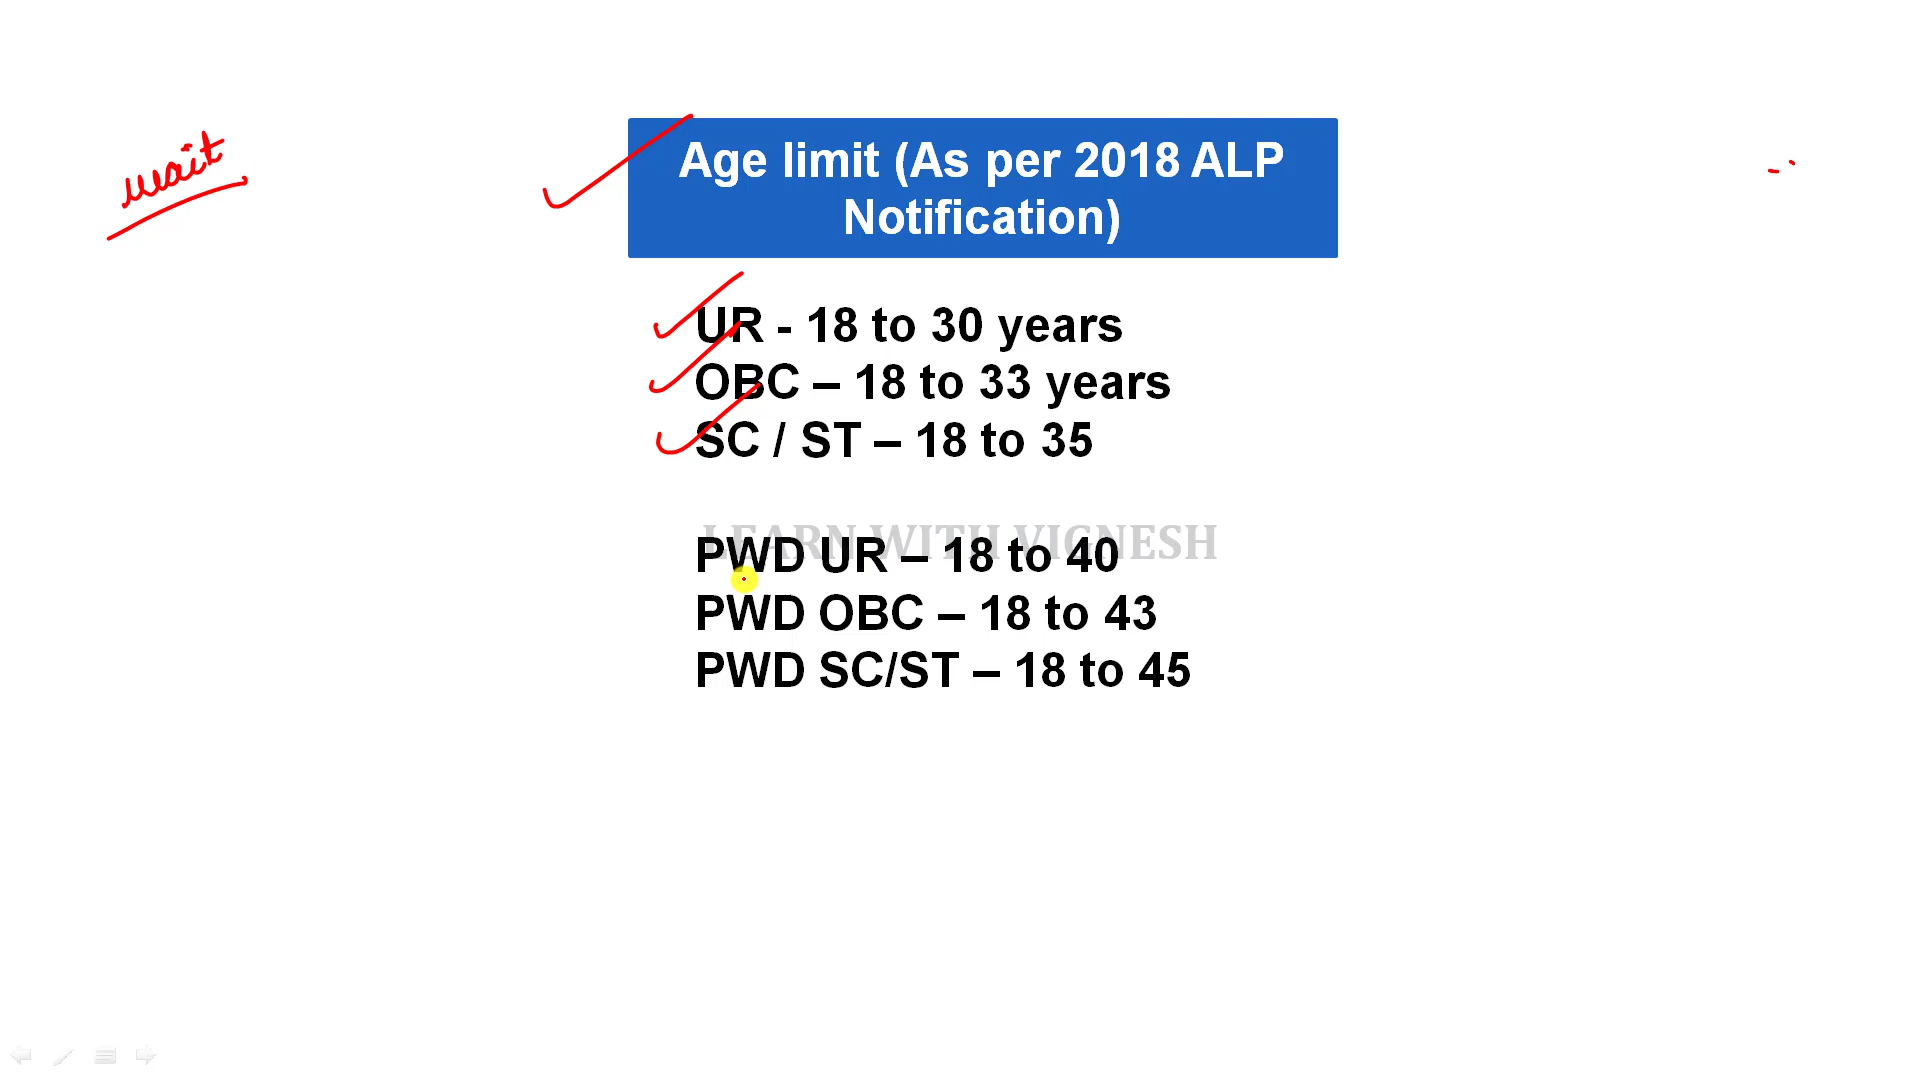 wait
Age limit (As per 2018 ALP
Notification)
UR - 18 to 30 years
OBC – 18 to 33 years
SC / ST – 18 to 35
LEARN WITH VIGNESH
PWD UR – 18 to 40
PWD OBC – 18 to 43
PWD SC/ST – 18 to 45